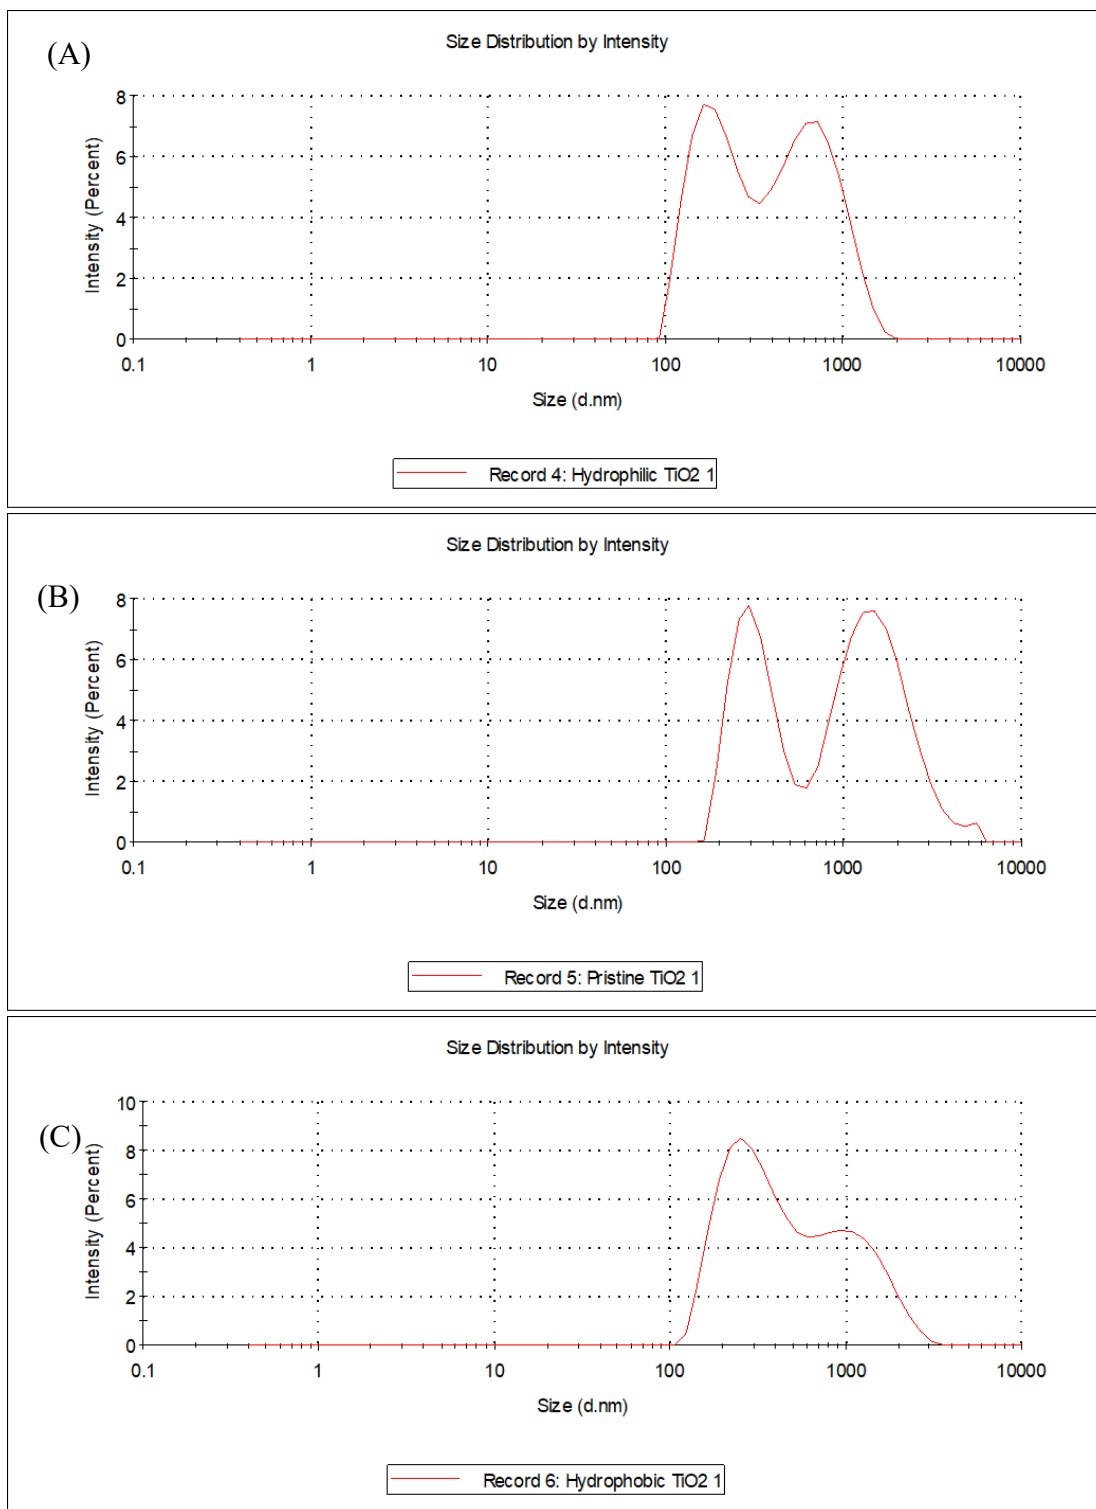 (A)
Size Distribution by Intensity
Intensity (Percent)
8
6
4
2
0
0.1 1 10 100 1000 10000
Size (d.nm)
Record 4: Hydrophilic TiO2 1
(B)
Size Distribution by Intensity
Intensity (Percent)
8
6
4
2
0
0.1 1 10 100 1000 10000
Size (d.nm)
Record 5: Pristine TiO2 1
(C)
Size Distribution by Intensity
Intensity (Percent)
10
8
6
4
2
0
0.1 1 10 100 1000 10000
Size (d.nm)
Record 6: Hydrophobic TiO2 1